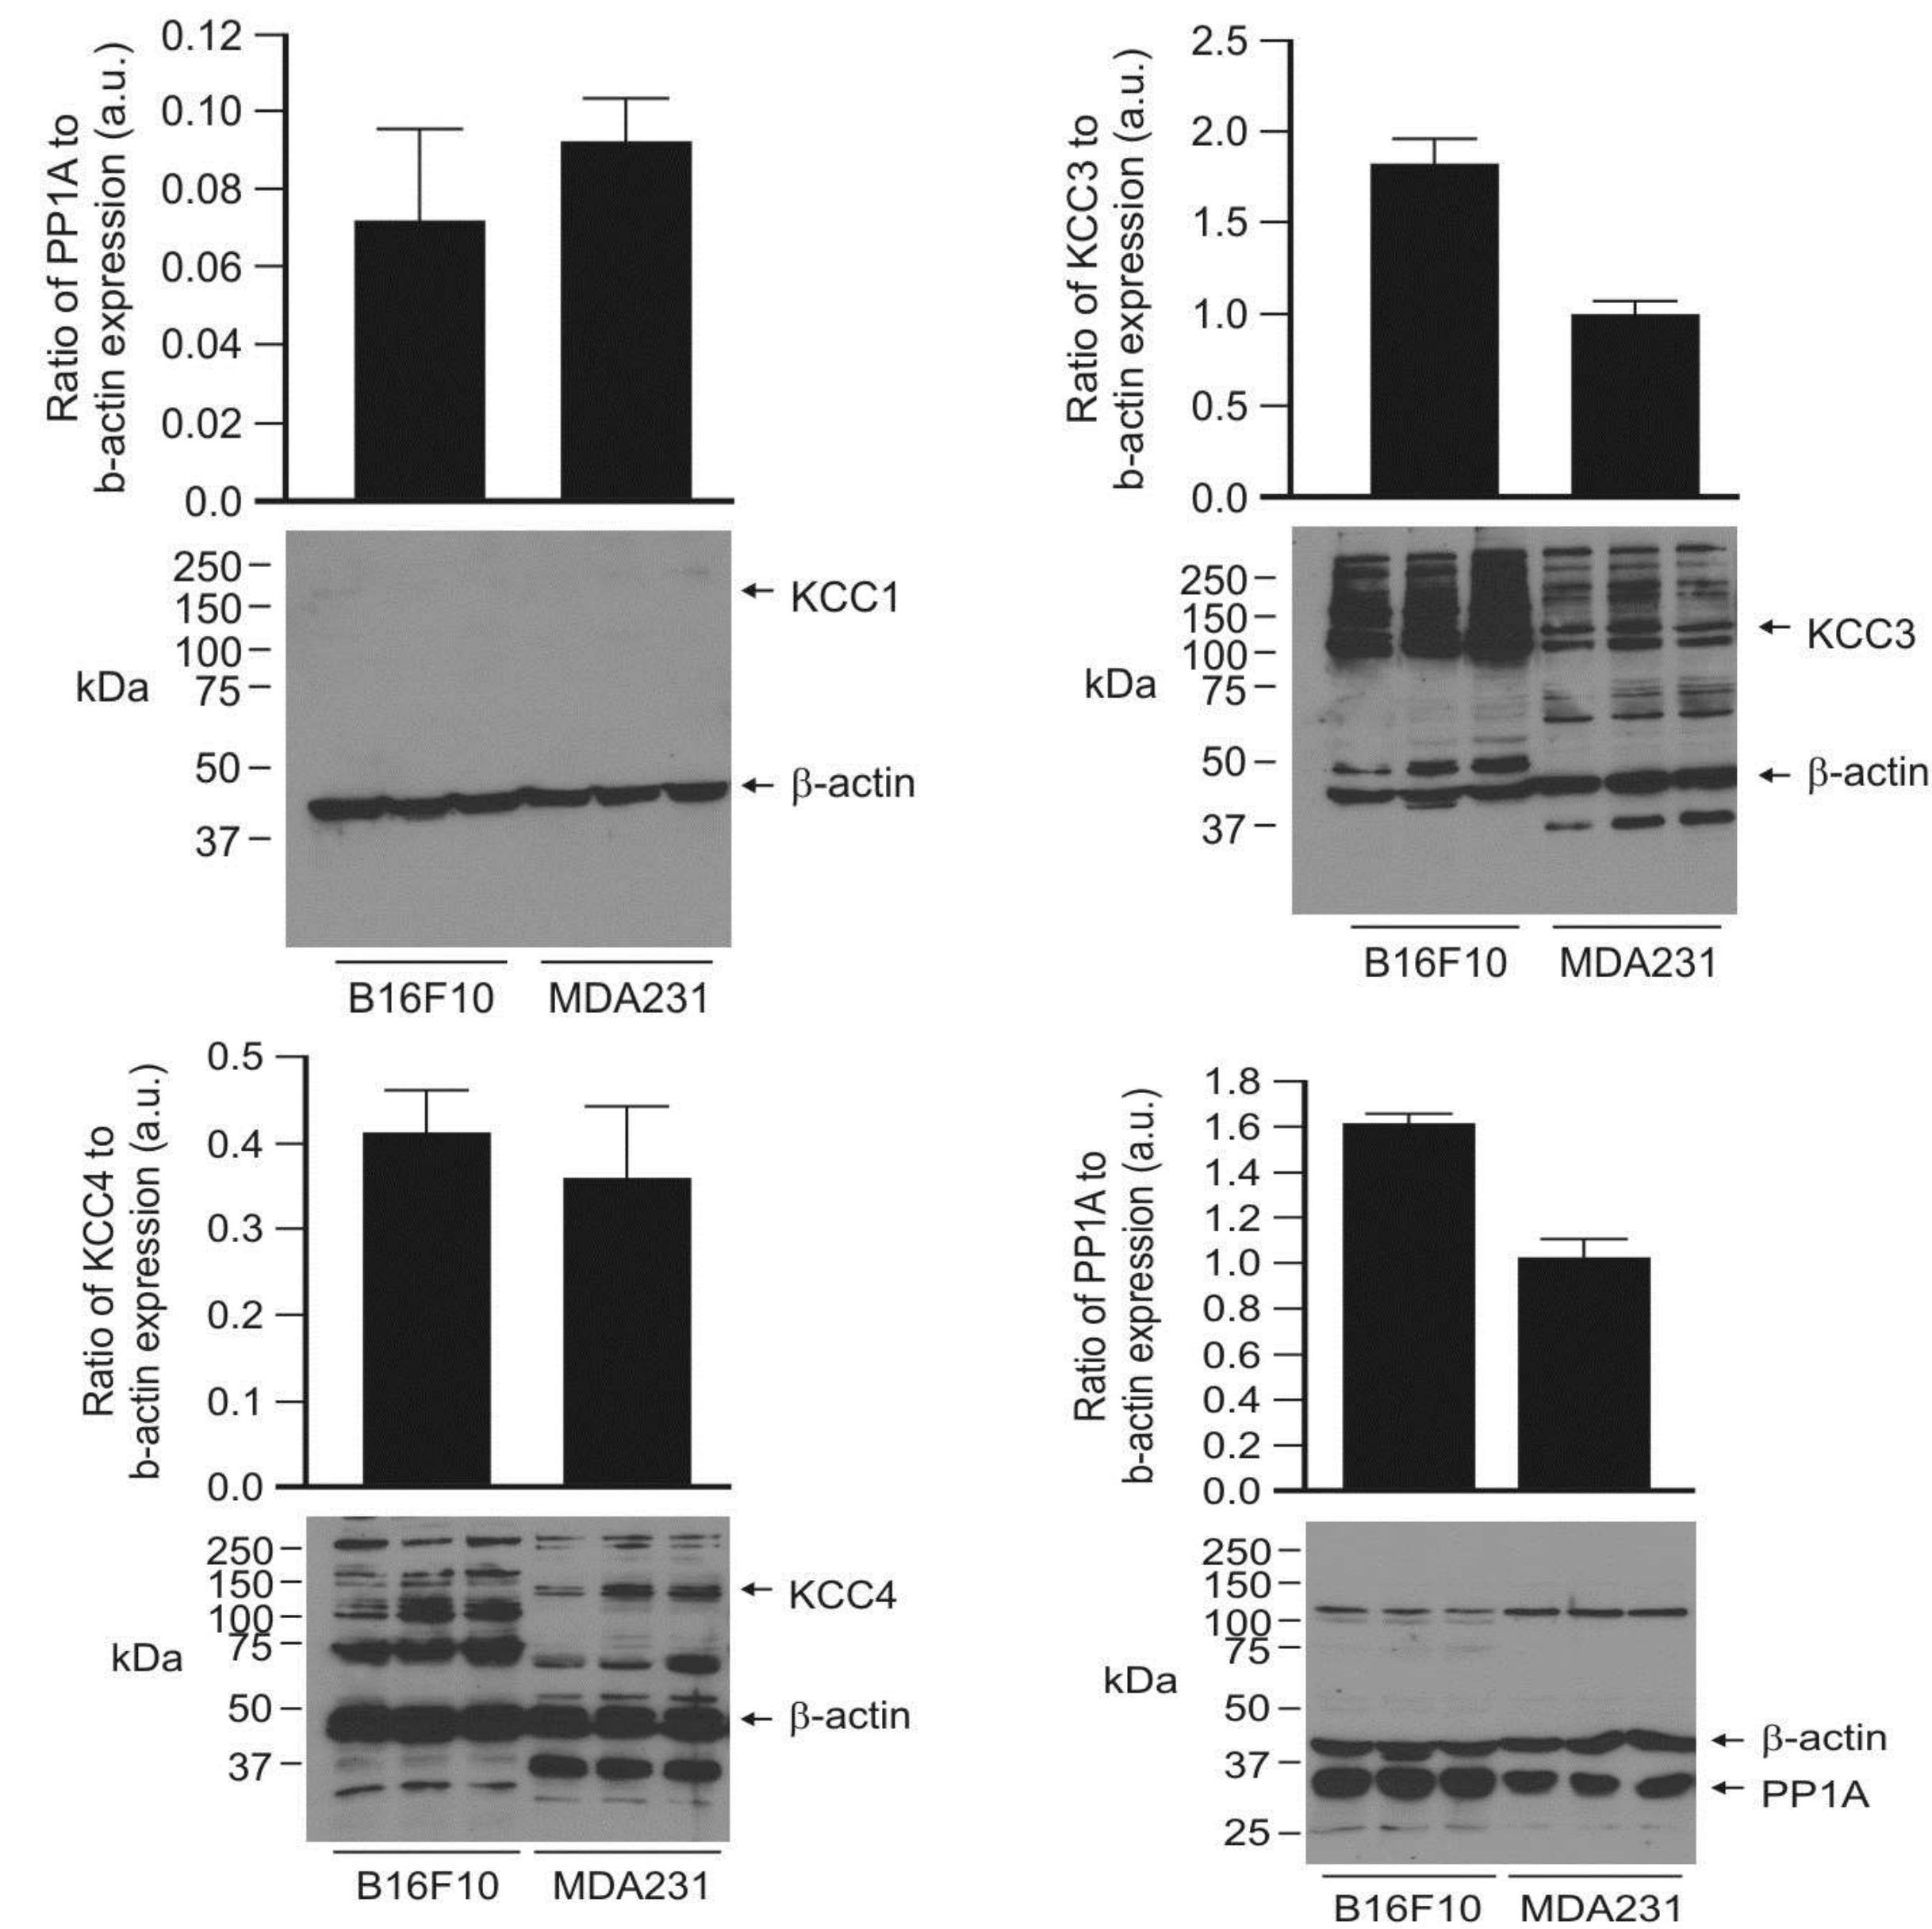 Ratio of PP1A to
b-actin expression (a.u.)
0.12
0.10
0.08
0.06
0.04
0.02
0.0
250
150
100
75
50
37
kDa
KCC1
β-actin
B16F10 MDA231
Ratio of KCC3 to
b-actin expression (a.u.)
2.5
2.0
1.5
1.0
0.5
0.0
250
150
100
75
50
37
kDa
KCC3
β-actin
B16F10 MDA231
Ratio of KCC4 to
b-actin expression (a.u.)
0.5
0.4
0.3
0.2
0.1
0.0
250
150
100
75
50
37
kDa
KCC4
β-actin
B16F10 MDA231
Ratio of PP1A to
b-actin expression (a.u.)
1.8
1.6
1.4
1.2
1.0
0.8
0.6
0.4
0.2
0.0
250
150
100
75
50
37
25
kDa
β-actin
PP1A
B16F10 MDA231